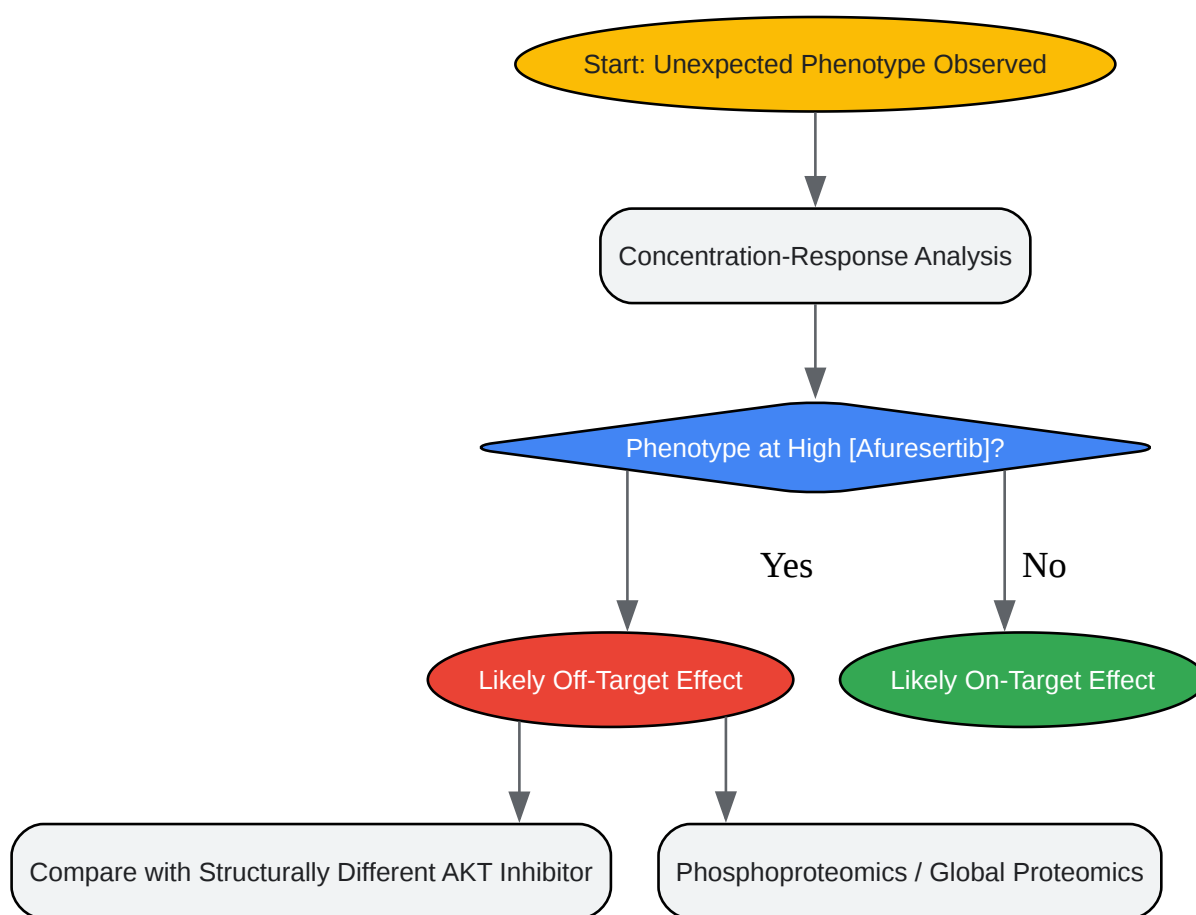 Start: Unexpected Phenotype Observed
Concentration-Response Analysis
Phenotype at High [Afuresertib]?
Yes
No
Likely Off-Target Effect
Likely On-Target Effect
Compare with Structurally Different AKT Inhibitor
Phosphoproteomics / Global Proteomics